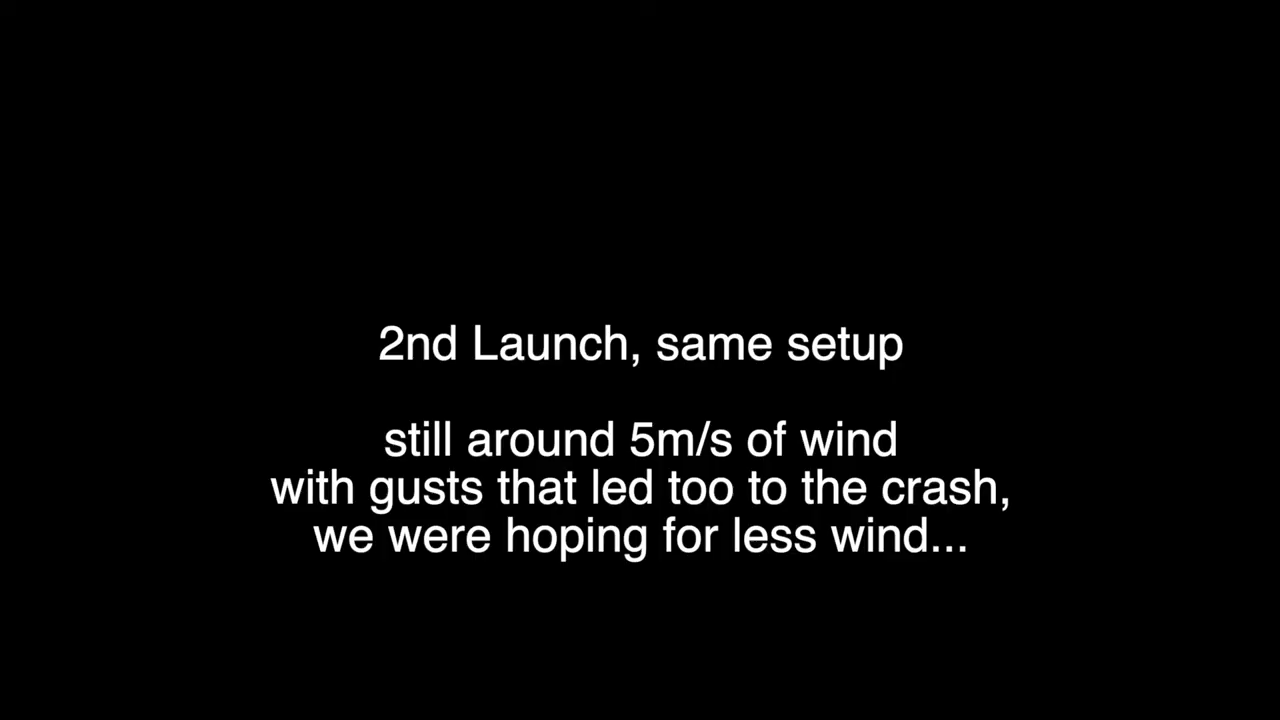 2nd Launch, same setup
still around 5m/s of wind
with gusts that led too to the crash,
we were hoping for less wind...